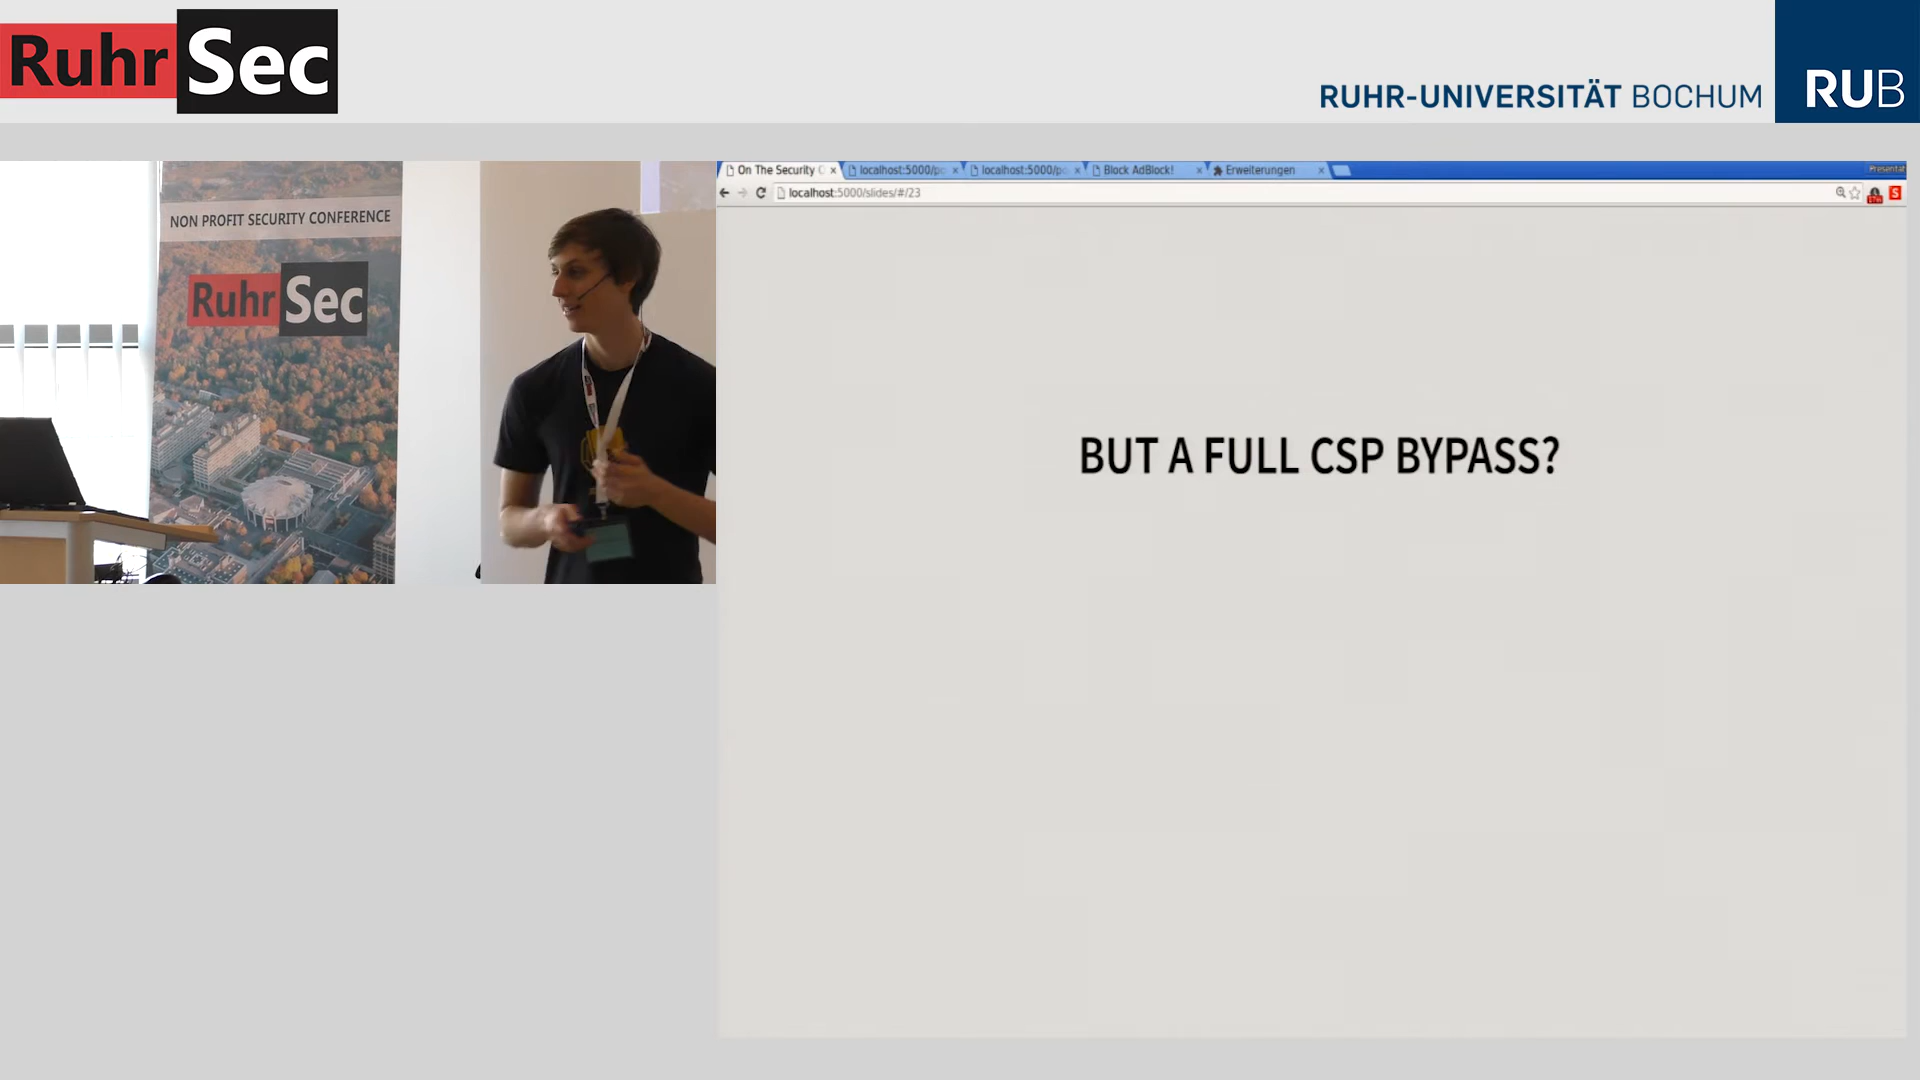 Ruhr Sec
RUHR-UNIVERSITÄT BOCHUM
RUB
NON PROFIT SECURITY CONFERENCE
Ruhr Sec
On The Security
localhost:5000/p
localhost:5000/p
Block AdBlock!
Erweiterungen
Presentat
localhost:5000/slides/#/23
S
BUT A FULL CSP BYPASS?